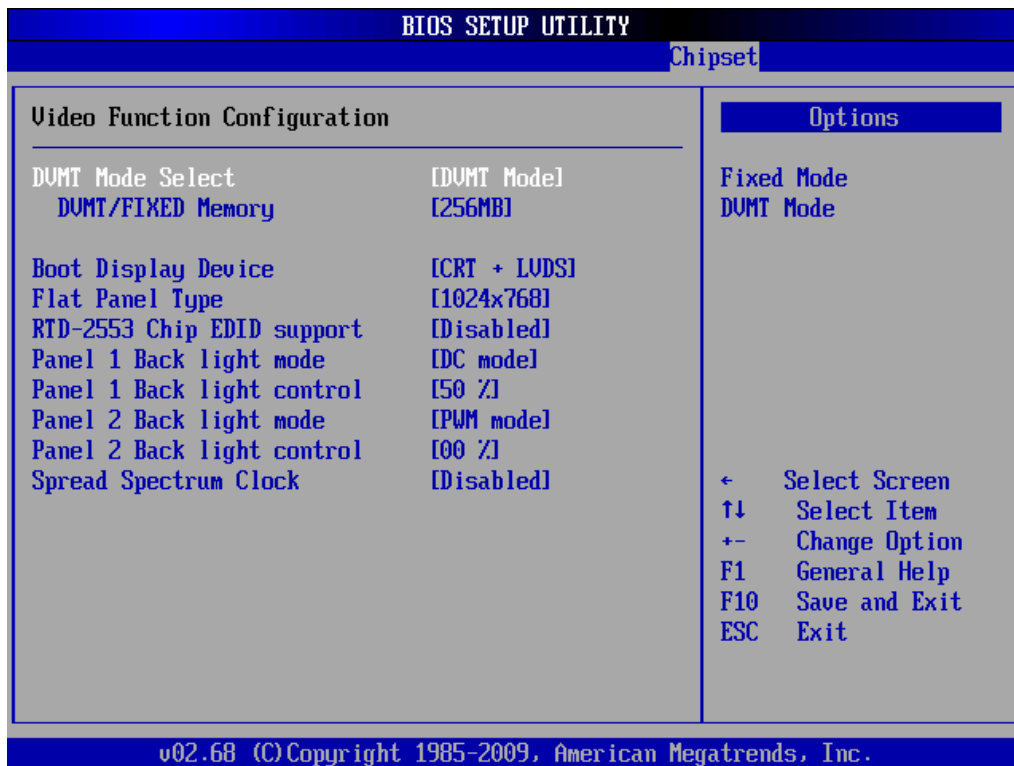 BIOS SETUP UTILITY
Chipset
Video Function Configuration
DVMT Mode Select [DVMT Mode]
DVMT/FIXED Memory [256MB]
Boot Display Device [CRT + LVDS]
Flat Panel Type [1024x768]
RTD-2553 Chip EDID support [Disabled]
Panel 1 Back light mode [DC mode]
Panel 1 Back light control [50 %]
Panel 2 Back light mode [PWM mode]
Panel 2 Back light control [00 %]
Spread Spectrum Clock [Disabled]
Options
Fixed Mode
DVMT Mode
← Select Screen
↑↓ Select Item
+- Change Option
F1 General Help
F10 Save and Exit
ESC Exit
v02.68 (C)Copyright 1985-2009, American Megatrends, Inc.